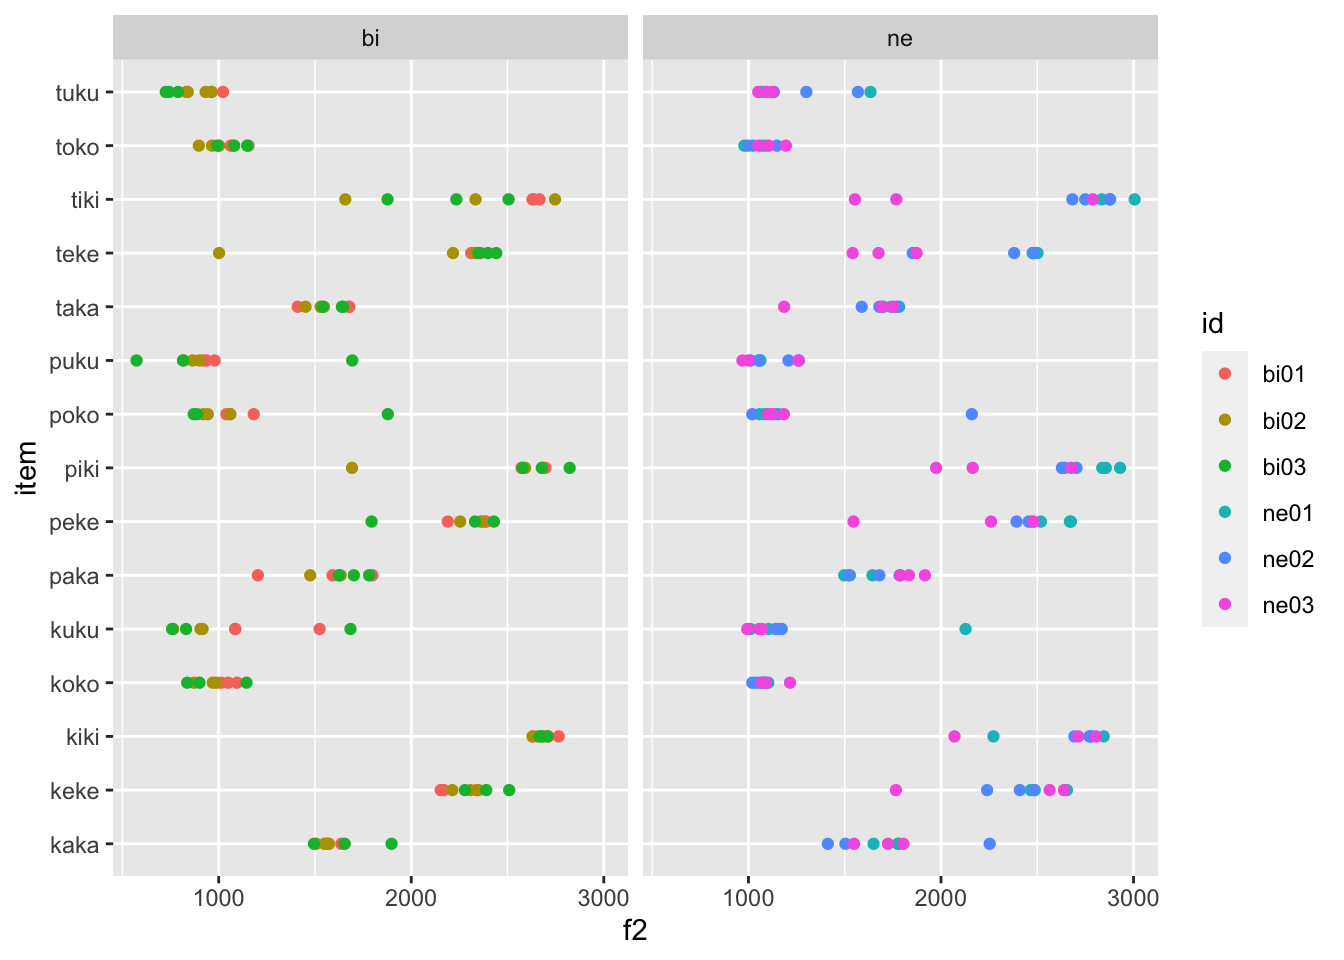 bi
ne
tuku
toko
tiki
teke
taka
puku
poko
piki
peke
paka
kuku
koko
kiki
keke
kaka
item
1000 2000 3000
1000 2000 3000
f2
id
bi01
bi02
bi03
ne01
ne02
ne03